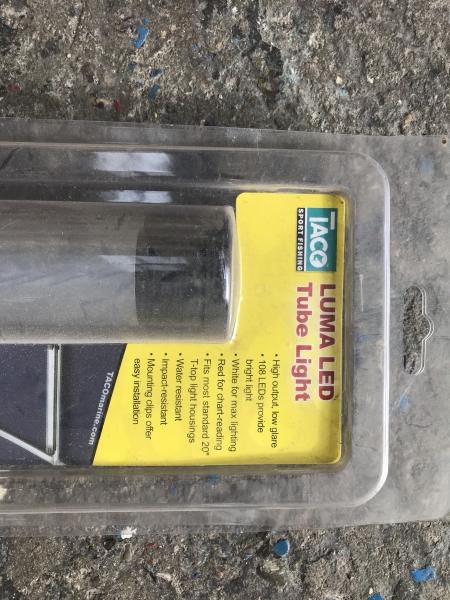 TACO
SPORT FISHING
LUMA LED
Tube Light
• High output, low glare
• 108 LEDs provide
bright light
• White for max lighting
• Red for chart-reading
• Fits most standard 20"
T-top light housings
• Water resistant
• Impact-resistant
• Mounting clips offer
easy installation
TACOmarine.com